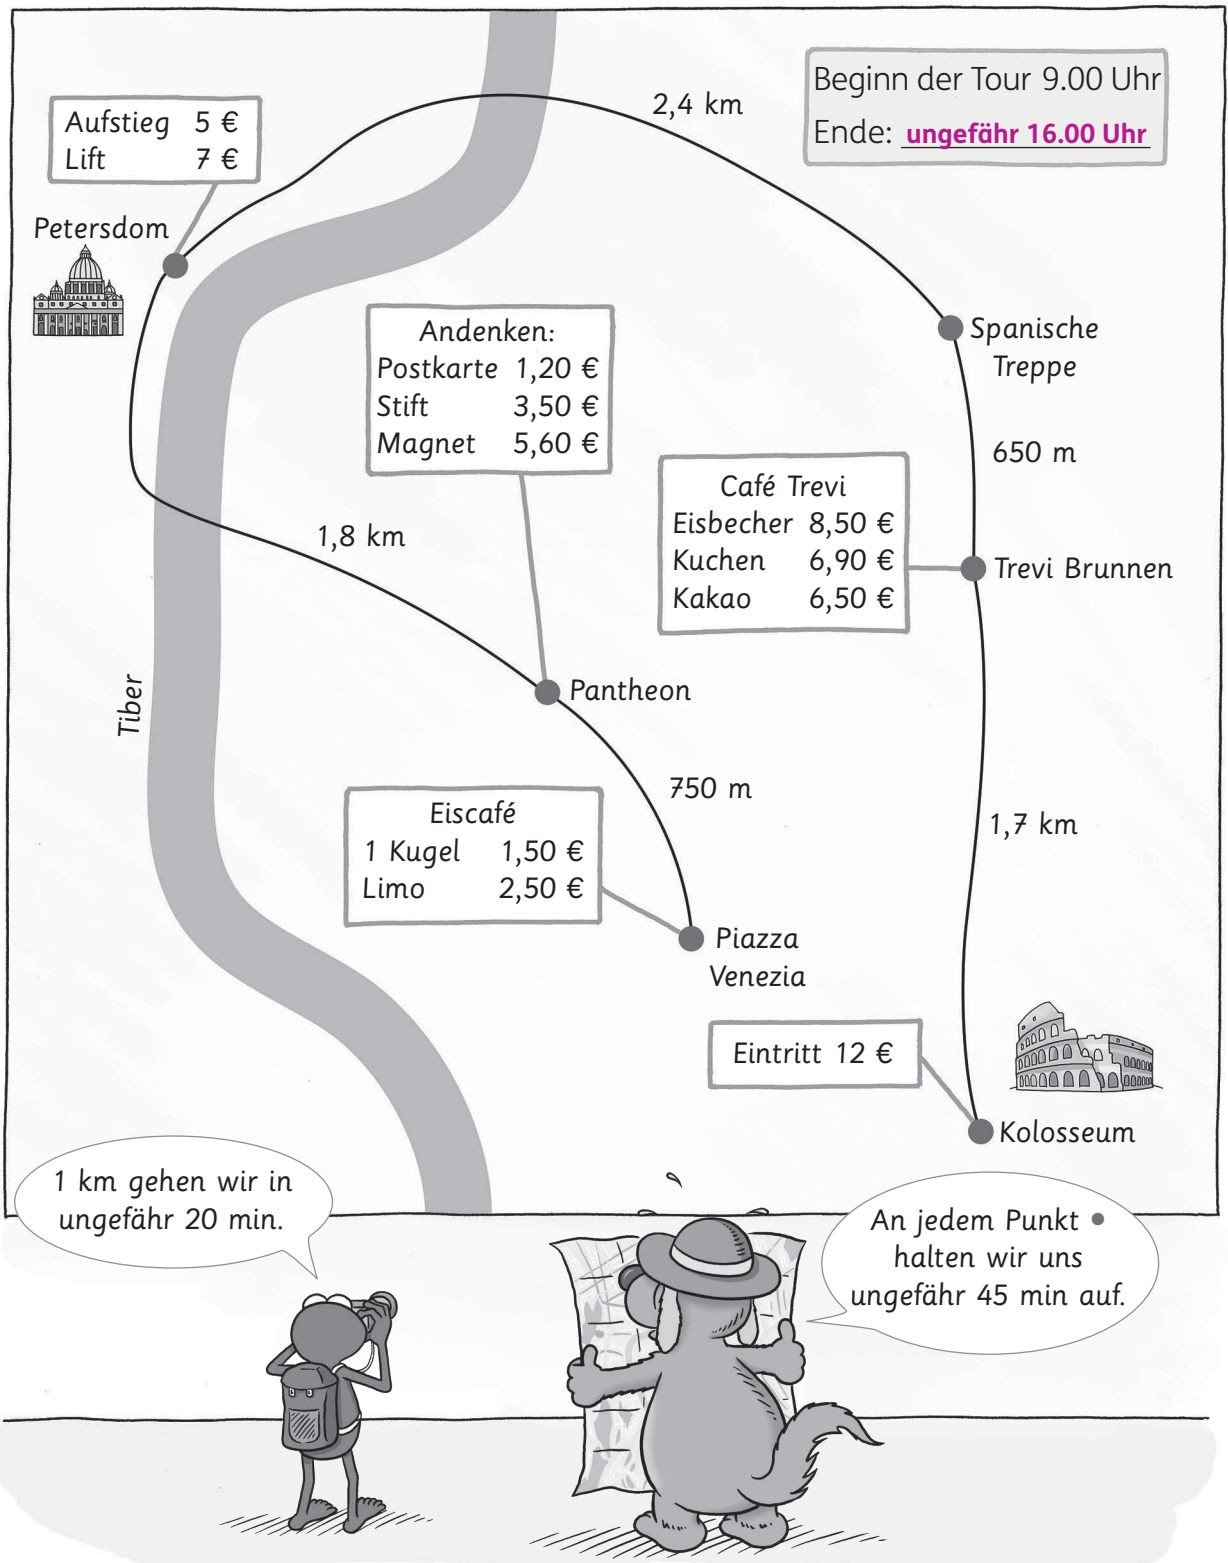 Beginn der Tour 9.00 Uhr
Ende: ungefähr 16.00 Uhr
2,4 km
Aufstieg 5 €
Lift 7 €
Petersdom
Spanische
Treppe
Andenken:
Postkarte 1,20 €
Stift 3,50 €
Magnet 5,60 €
650 m
Café Trevi
Eisbecher 8,50 €
Kuchen 6,90 €
Kakao 6,50 €
1,8 km
Trevi Brunnen
Tiber
Pantheon
750 m
1,7 km
Eiscafé
1 Kugel 1,50 €
Limo 2,50 €
Piazza
Venezia
Eintritt 12 €
Kolosseum
1 km gehen wir in
ungefähr 20 min.
An jedem Punkt ●
halten wir uns
ungefähr 45 min auf.